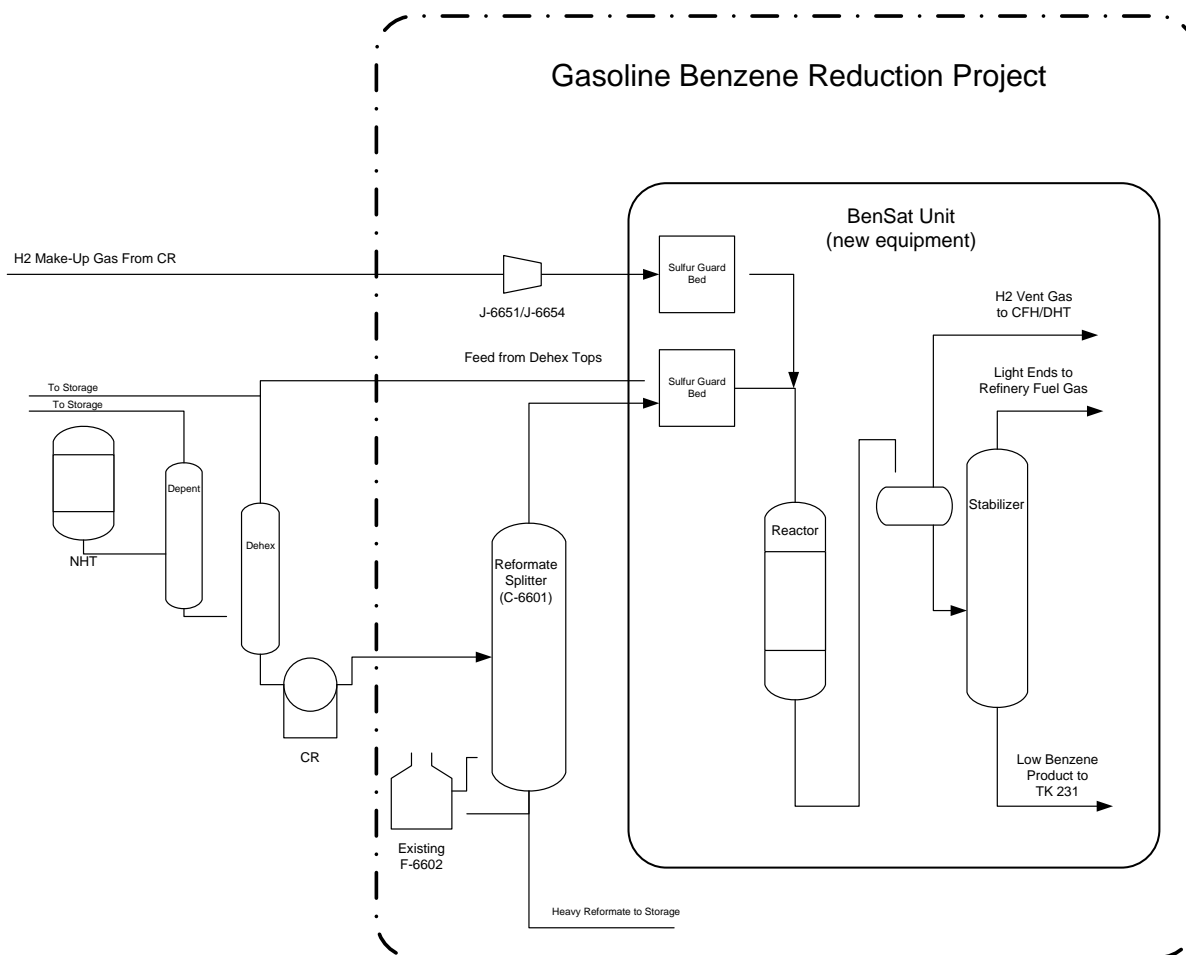 Gasoline Benzene Reduction Project
BenSat Unit
(new equipment)
H2 Make-Up Gas From CR
Sulfur Guard
Bed
J-6651/J-6654
H2 Vent Gas
to CFH/DHT
Feed from Dehex Tops
Sulfur Guard
Bed
Light Ends to
Refinery Fuel Gas
To Storage
To Storage
Depent
Dehex
NHT
Reformate
Splitter
(C-6601)
Reactor
Stabilizer
CR
Low Benzene
Product to
TK 231
Existing
F-6602
Heavy Reformate to Storage